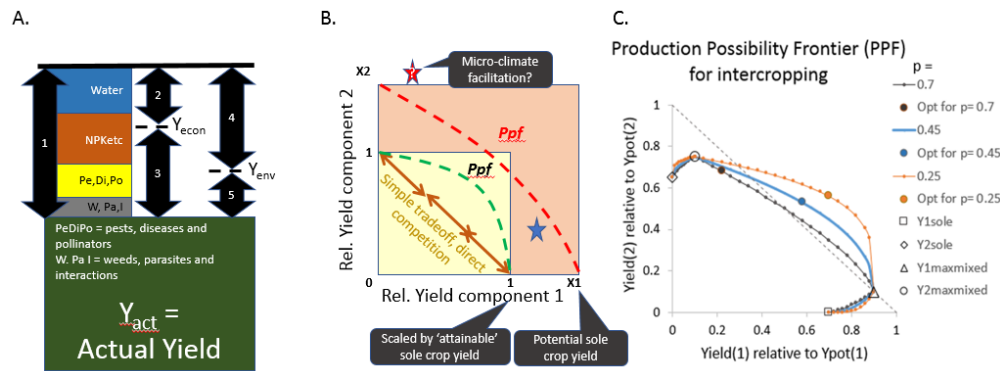 A.
Water
NPKetc
Pe,Di,Po
W, Pa,I
1
2
3
4
5
Yecon
Yenv
PeDiPo = pests, diseases and
pollinators
W. Pa I = weeds, parasites and
interactions
Yact =
Actual Yield
B.
X2
?
Micro-climate
facilitation?
Rel. Yield component 2
1
Ppf
Ppf
Simple tradeoff, direct
competition
0
1
X1
Rel. Yield component 1
Scaled by ‘attainable’
sole crop yield
Potential sole
crop yield
C.
Production Possibility Frontier (PPF)
for intercropping
Yield(2) relative to Ypot(2)
1
0.8
0.6
0.4
0.2
0
0
0.2
0.4
0.6
0.8
1
Yield(1) relative to Ypot(1)
p =
0.7
Opt for p= 0.7
0.45
Opt for p= 0.45
0.25
Opt for p= 0.25
Y1sole
Y2sole
Y1maxmixed
Y2maxmixed